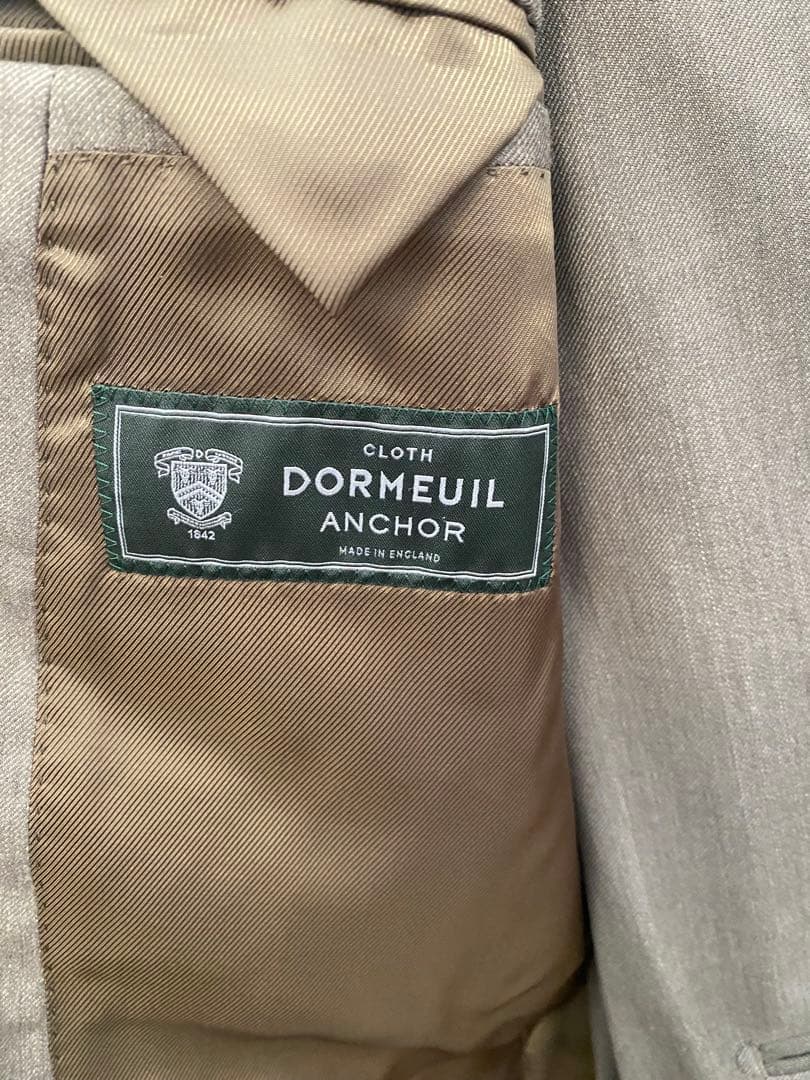 D
1842
CLOTH
DORMEUIL
ANCHOR
MADE IN ENGLAND